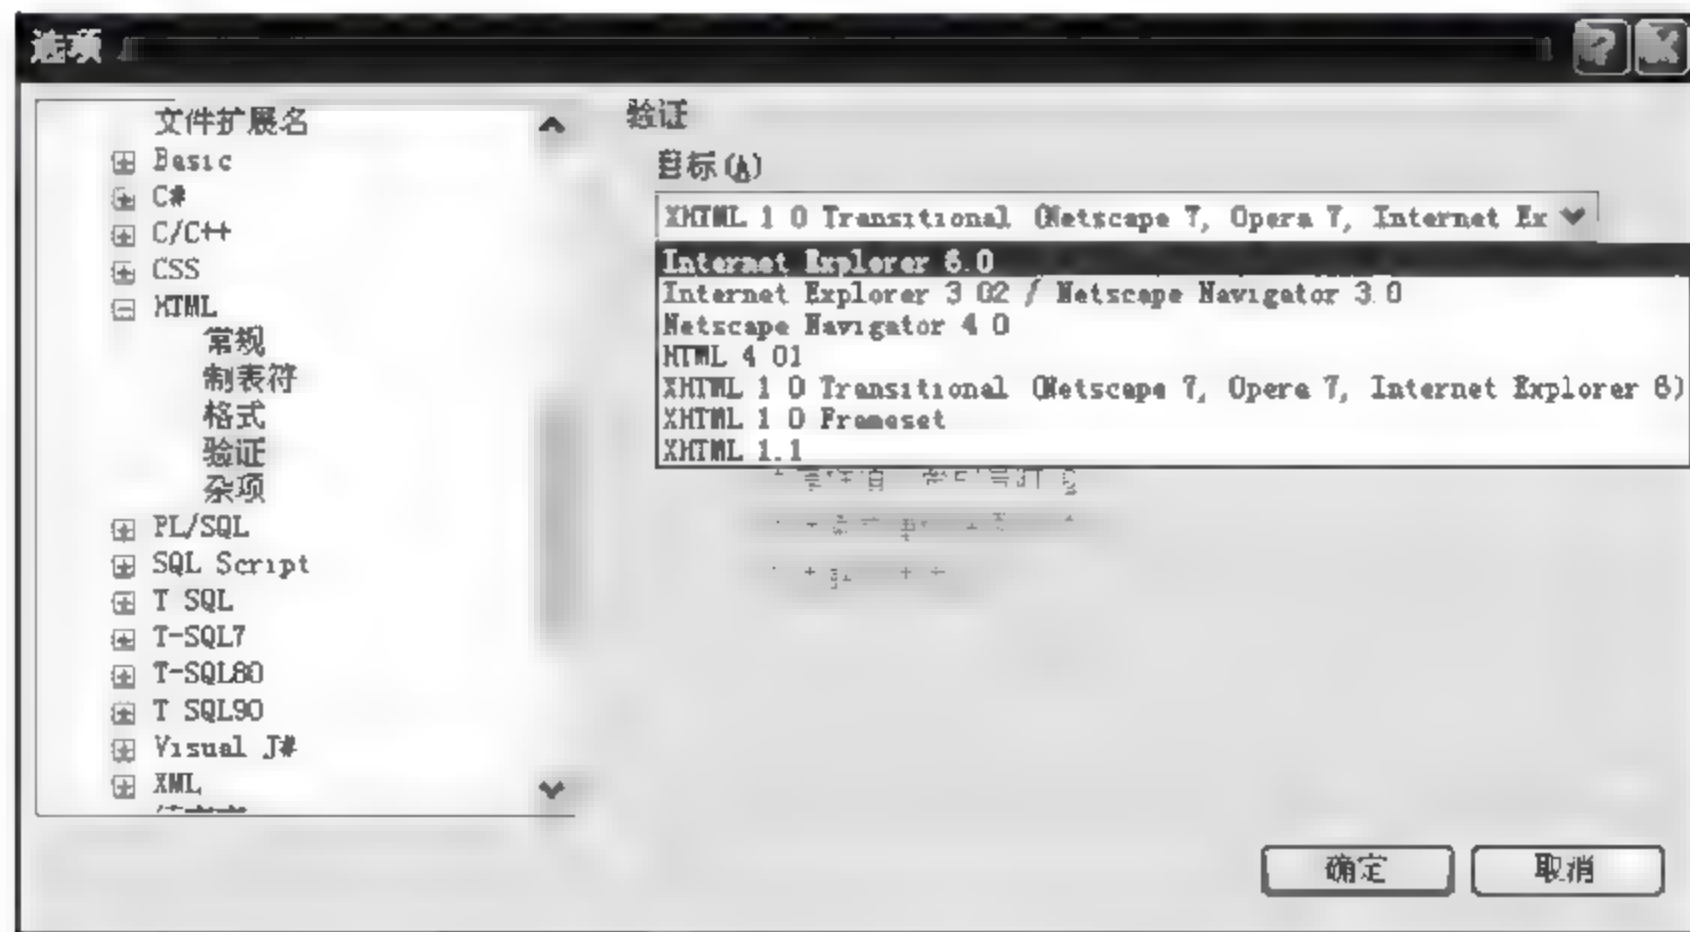 选项
文件扩展名
Basic
C#
C/C++
CSS
HTML
常规
制表符
格式
验证
杂项
PL/SQL
SQL Script
T SQL
T-SQL7
T-SQL80
T SQL90
Visual J#
XML
验证
目标(A)
XHTML 1 0 Transitional (Netscape 7, Opera 7, Internet Ex
Internet Explorer 6.0
Internet Explorer 3 02 / Netscape Navigator 3 0
Netscape Navigator 4 0
HTML 4 01
XHTML 1 0 Transitional (Netscape 7, Opera 7, Internet Explorer 6)
XHTML 1 0 Frameset
XHTML 1.1
确定
取消